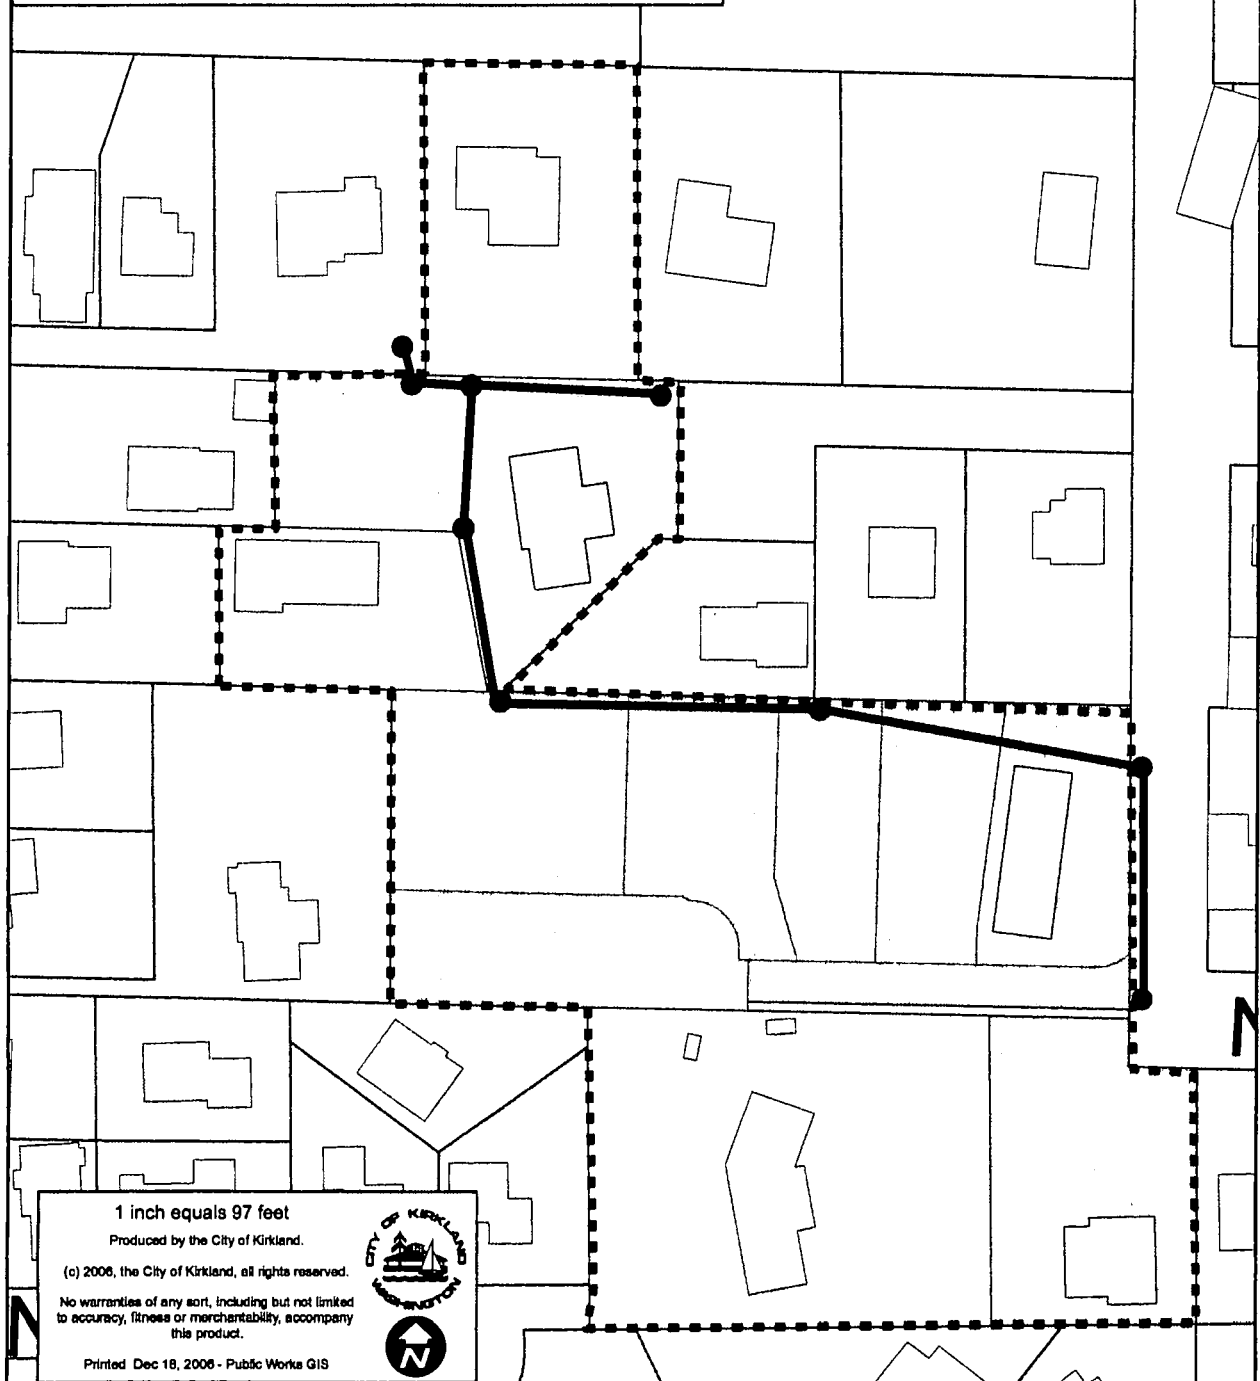 1 inch equals 97 feet
Produced by the City of Kirkland.
(c) 2006, the City of Kirkland, all rights reserved.
No warranties of any sort, including but not limited
to accuracy, fitness or merchantability, accompany
this product.
Printed Dec 18, 2006 - Public Works GIS
CITY OF KIRKLAND
WASHINGTON
N
N
N